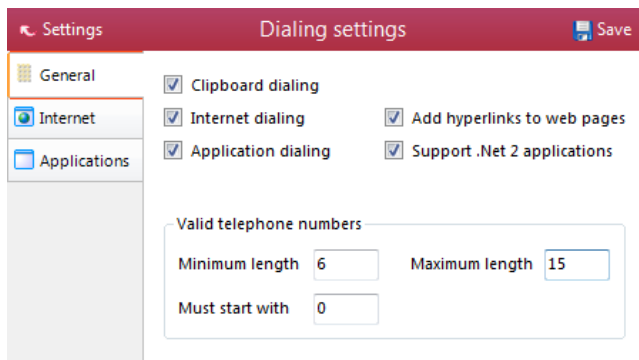 Settings Dialing settings Save
General
Clipboard dialing
Internet
Internet dialing Add hyperlinks to web pages
Applications
Application dialing Support .Net 2 applications
Valid telephone numbers
Minimum length 6 Maximum length 15
Must start with 0